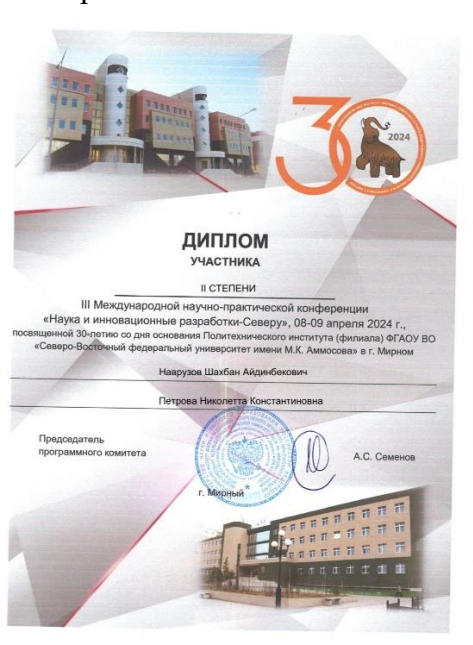 30
2024
ДИПЛОМ
УЧАСТНИКА
II СТЕПЕНИ
III Международной научно-практической конференции
«Наука и инновационные разработки-Северу», 08-09 апреля 2024 г.,
посвященной 30-летию со дня основания Политехнического института (филиала) ФГАОУ ВО
«Северо-Восточный федеральный университет имени М.К. Аммосова» в г. Мирном
Наврузов Шахбан Айдинбекович
Петрова Николетта Константиновна
Председатель
программного комитета
А.С. Семенов
г. Мирный